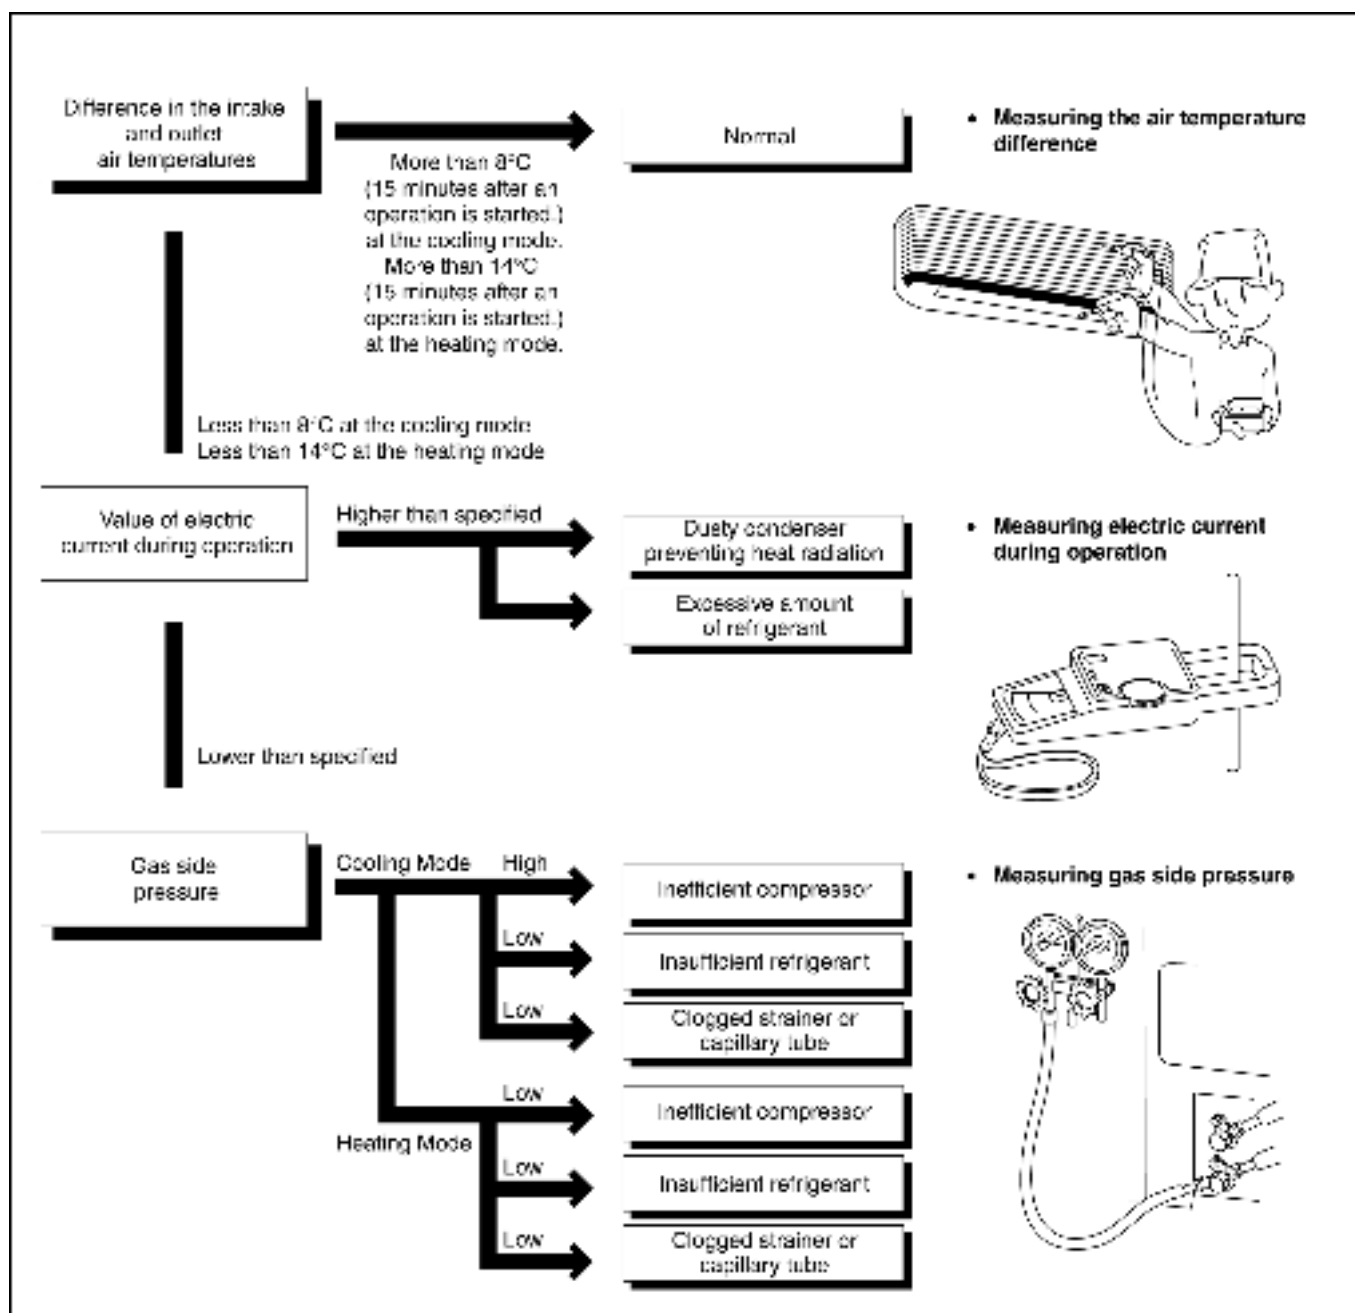 Difference in the intake
and outlet
air temperatures
More than 8°C
(15 minutes after an
operation is started.)
at the cooling mode.
More than 14°C
(15 minutes after an
operation is started.)
at the heating mode.
Normal
• Measuring the air temperature
difference
Less than 8°C at the cooling mode
Less than 14°C at the heating mode
Value of electric
current during operation
Higher than specified
Dusty condenser
preventing heat radiation
Excessive amount
of refrigerant
• Measuring electric current
during operation
Lower than specified
Gas side
pressure
Cooling Mode
High
Inefficient compressor
Low
Insufficient refrigerant
Low
Clogged strainer or
capillary tube
Heating Mode
Low
Inefficient compressor
Low
Insufficient refrigerant
Low
Clogged strainer or
capillary tube
• Measuring gas side pressure